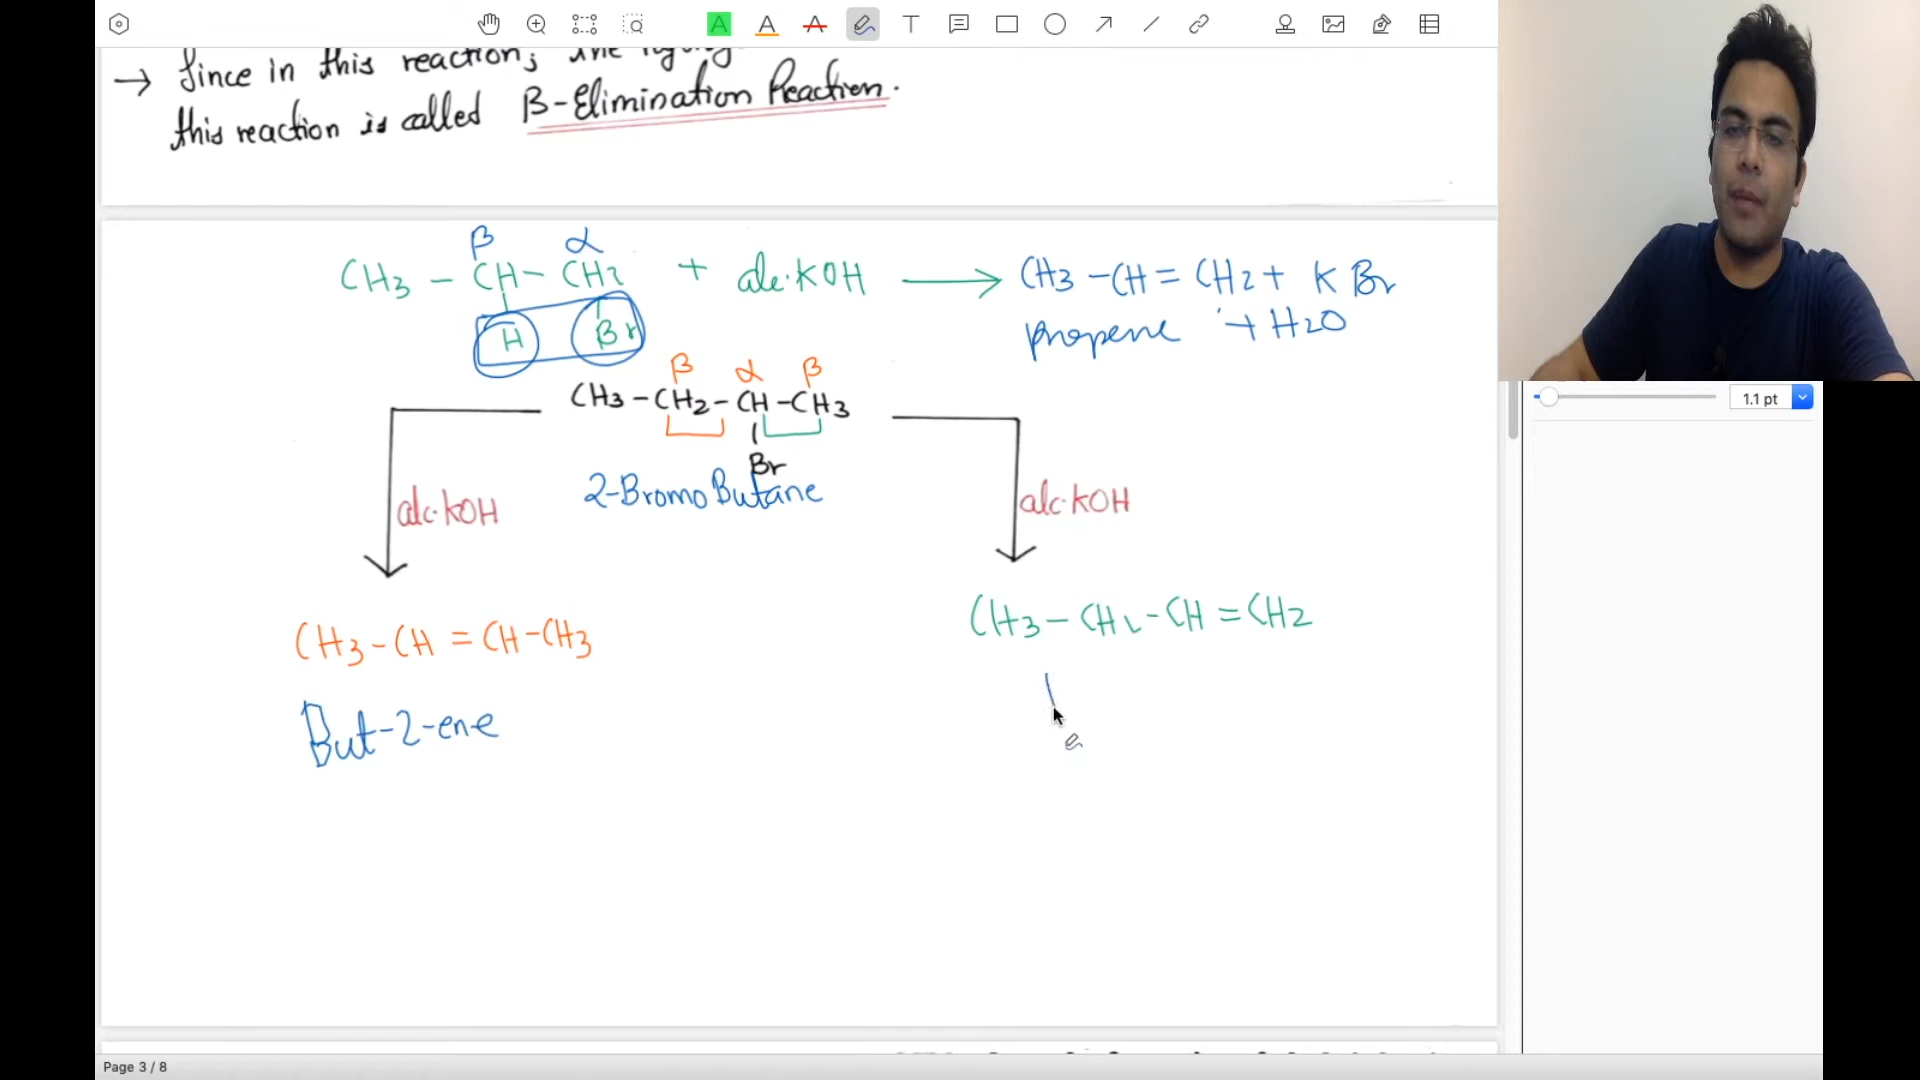 → Since in this reaction, the
this reaction is called β-Elimination Reaction.
β α
CH3 - CH - CH2 + alc.KOH → CH3 - CH = CH2 + KBr
H Br
propene + H2O
β α β
CH3 - CH2 - CH - CH3
Br
2-BromoButane
alc.KOH
alc.KOH
CH3 - CH = CH - CH3
CH3 - CH2 - CH = CH2
But-2-ene
1.1 pt
Page 3 / 8